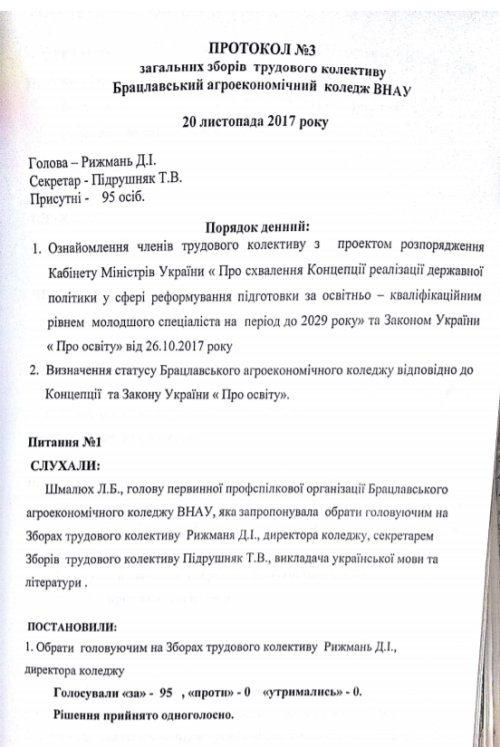 ПРОТОКОЛ №3
загальних зборів трудового колективу
Брацлавський агроекономічний коледж ВНАУ
20 листопада 2017 року
Голова – Рижмань Д.І.
Секретар - Підрушняк Т.В.
Присутні - 95 осіб.
Порядок денний:
1. Ознайомлення членів трудового колективу з проектом розпорядження
Кабінету Міністрів України « Про схвалення Концепції реалізації державної
політики у сфері реформування підготовки за освітньо – кваліфікаційним
рівнем молодшого спеціаліста на період до 2029 року» та Законом України
« Про освіту» від 26.10.2017 року
2. Визначення статусу Брацлавського агроекономічного коледжу відповідно до
Концепції та Закону України « Про освіту».
Питання №1
СЛУХАЛИ:
Шмалюх Л.Б., голову первинної профспілкової організації Брацлавського
агроекономічного коледжу ВНАУ, яка запропонувала обрати головуючим на
Зборах трудового колективу Рижманя Д.І., директора коледжу, секретарем
Зборів трудового колективу Підрушняк Т.В., викладача української мови та
літератури .
ПОСТАНОВИЛИ:
1. Обрати головуючим на Зборах трудового колективу Рижмань Д.І.,
директора коледжу
Голосували «за» - 95 , «проти» - 0 «утримались» - 0.
Рішення прийнято одноголосно.